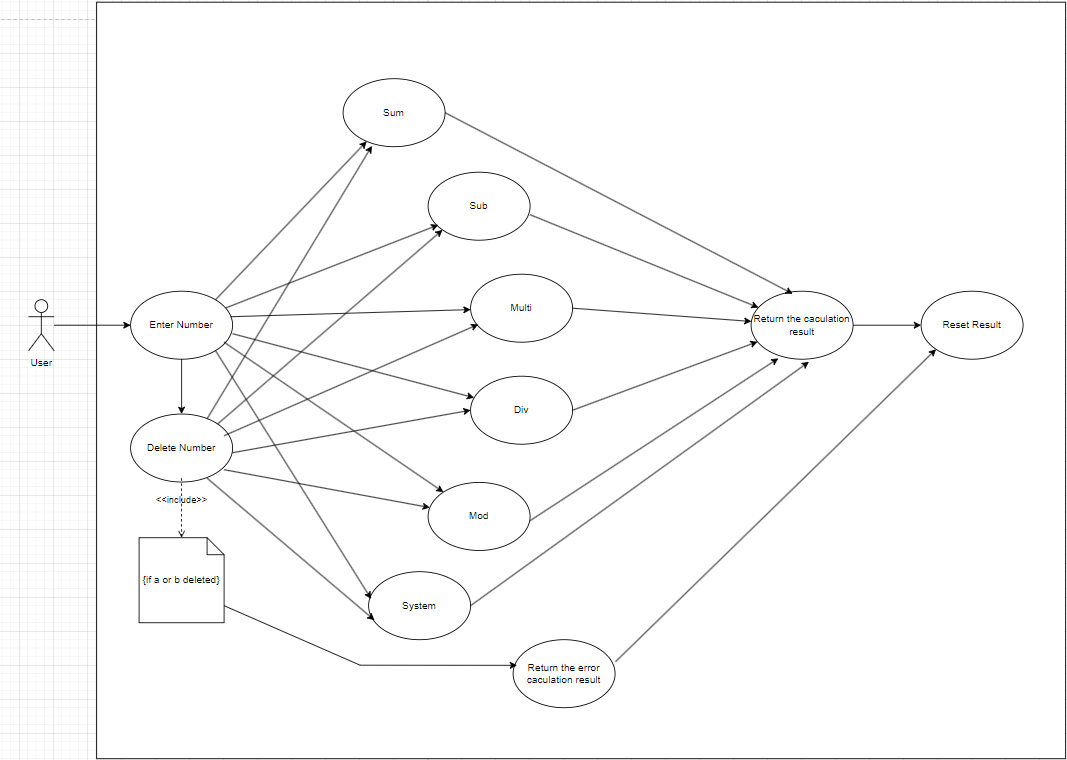 Sum
Sub
Multi
Enter Number
Return the caculation
result
Reset Result
User
Div
Delete Number
<<include>>
Mod
{if a or b deleted}
System
Return the error
caculation result